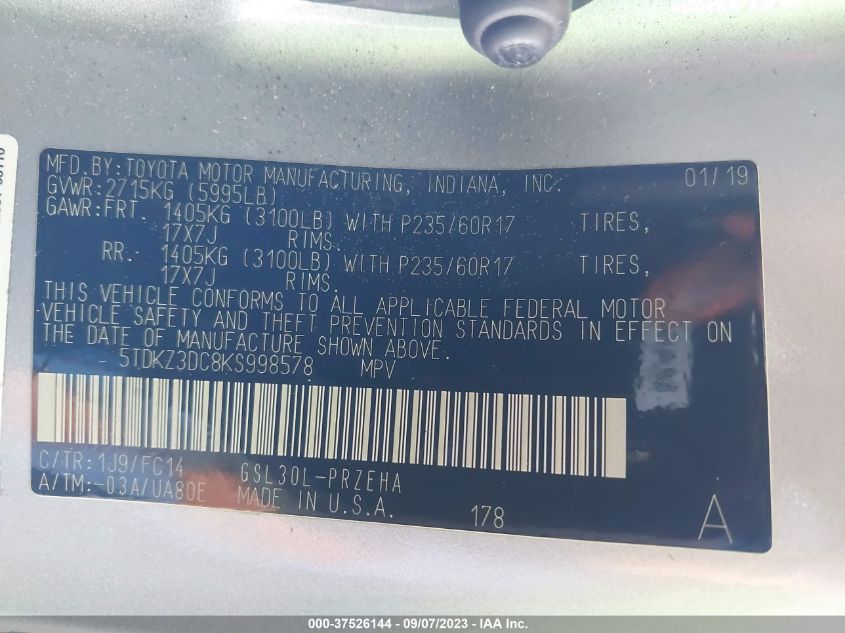 MFD.BY:TOYOTA MOTOR MANUFACTURING, INDIANA, INC. 01/19
GVWR:2715KG (5995LB)
GAWR:FRT. 1405KG (3100LB) WITH P235/60R17 TIRES,
17X7J RIMS.
RR. 1405KG (3100LB) WITH P235/60R17 TIRES,
17X7J RIMS.
THIS VEHICLE CONFORMS TO ALL APPLICABLE FEDERAL MOTOR
VEHICLE SAFETY AND THEFT PREVENTION STANDARDS IN EFFECT ON
THE DATE OF MANUFACTURE SHOWN ABOVE.
5TDKZ3DC8KS998578 MPV
C/TR:1J9/FC14 GSL30L-PRZEHA
A/TM:-03A/UA80E MADE IN U.S.A. 178 A
000-37526144 - 09/07/2023 - IAA Inc.